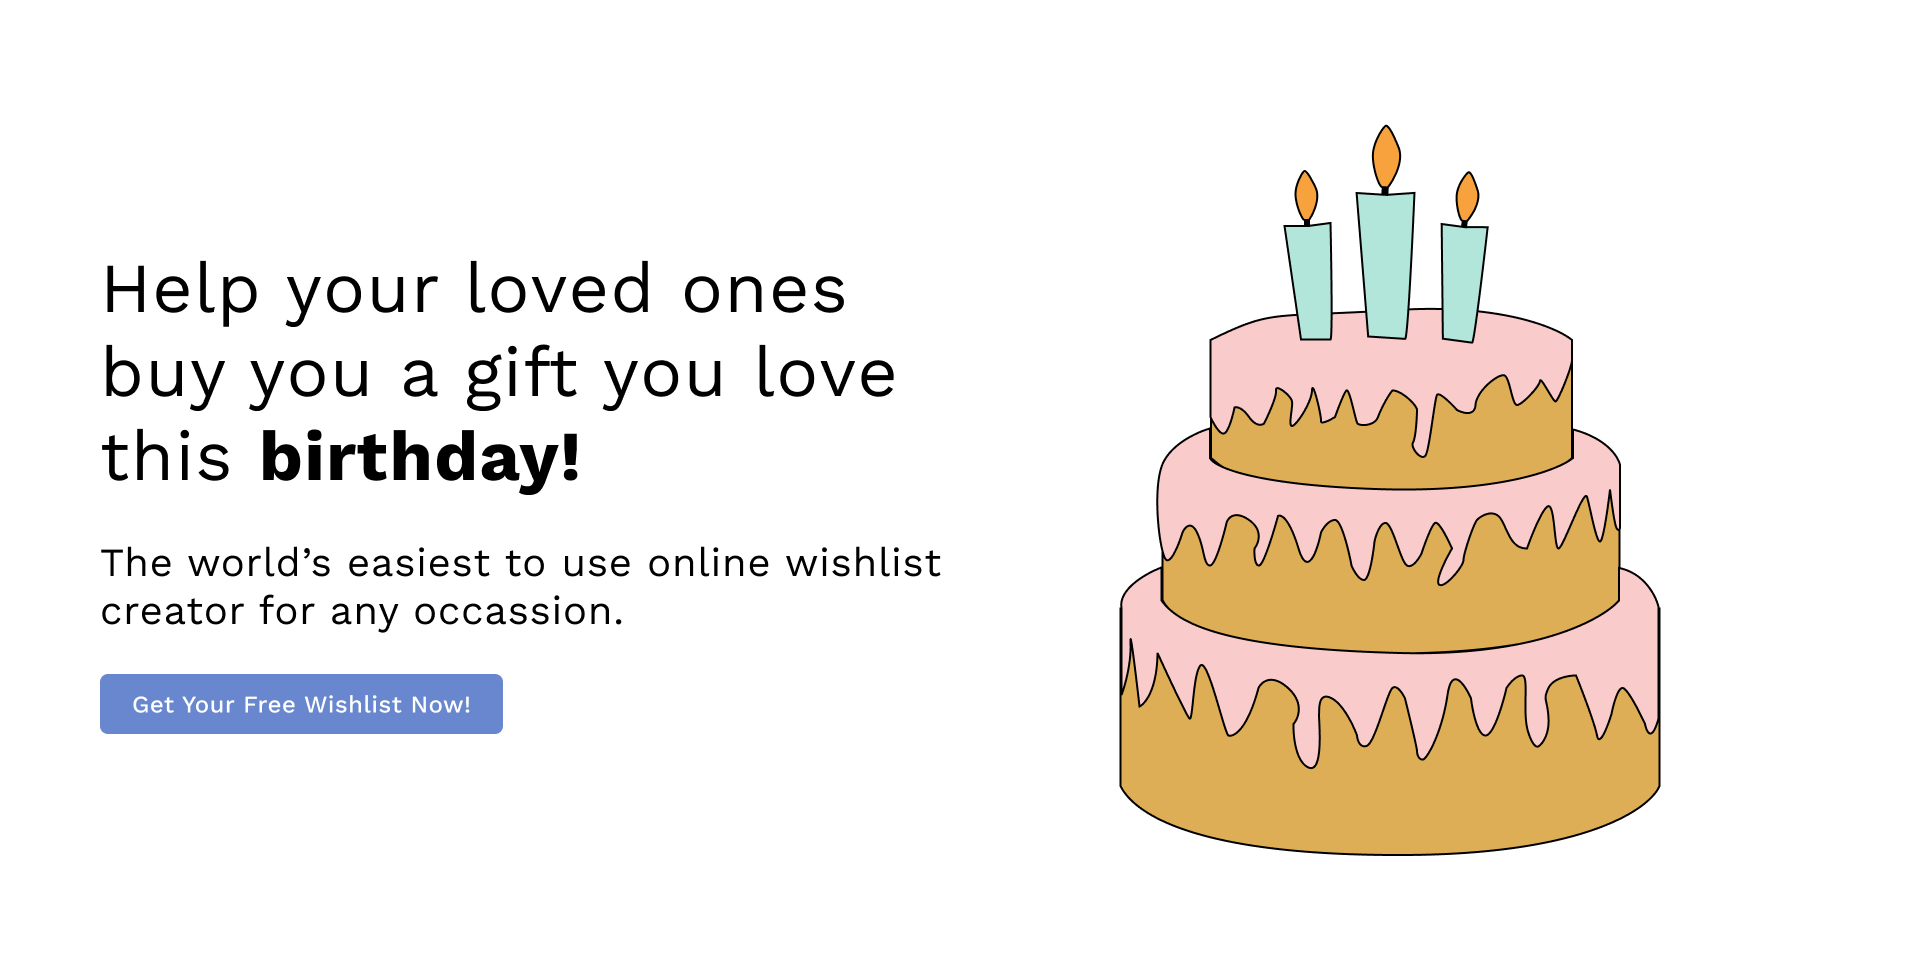 Help your loved ones
buy you a gift you love
this birthday!
The world’s easiest to use online wishlist
creator for any occassion.
Get Your Free Wishlist Now!